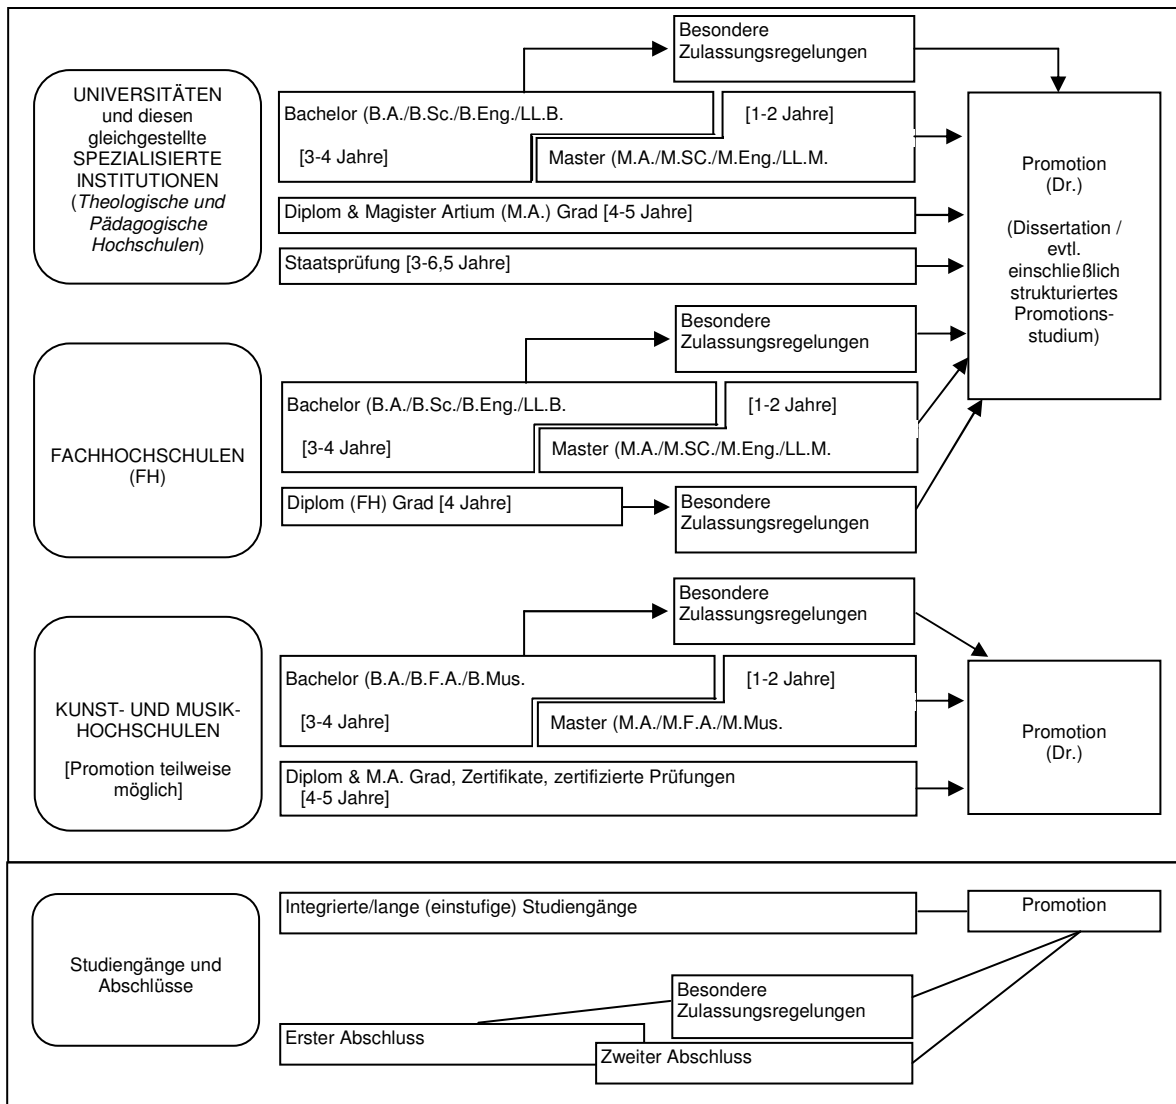 Besondere
Zulassungsregelungen
UNIVERSITÄTEN
und diesen
gleichgestellte
SPEZIALISIERTE
INSTITUTIONEN
(Theologische und
Pädagogische
Hochschulen)
Bachelor (B.A./B.Sc./B.Eng./LL.B.
[3-4 Jahre]
[1-2 Jahre]
Master (M.A./M.SC./M.Eng./LL.M.
Diplom & Magister Artium (M.A.) Grad [4-5 Jahre]
Staatsprüfung [3-6,5 Jahre]
Promotion
(Dr.)
(Dissertation /
evtl.
einschließlich
strukturiertes
Promotions-
studium)
Besondere
Zulassungsregelungen
FACHHOCHSCHULEN
(FH)
Bachelor (B.A./B.Sc./B.Eng./LL.B.
[3-4 Jahre]
[1-2 Jahre]
Master (M.A./M.SC./M.Eng./LL.M.
Diplom (FH) Grad [4 Jahre]
Besondere
Zulassungsregelungen
Besondere
Zulassungsregelungen
KUNST- UND MUSIK-
HOCHSCHULEN
[Promotion teilweise
möglich]
Bachelor (B.A./B.F.A./B.Mus.
[3-4 Jahre]
[1-2 Jahre]
Master (M.A./M.F.A./M.Mus.
Diplom & M.A. Grad, Zertifikate, zertifizierte Prüfungen
[4-5 Jahre]
Promotion
(Dr.)
Studiengänge und
Abschlüsse
Integrierte/lange (einstufige) Studiengänge
Promotion
Besondere
Zulassungsregelungen
Erster Abschluss
Zweiter Abschluss